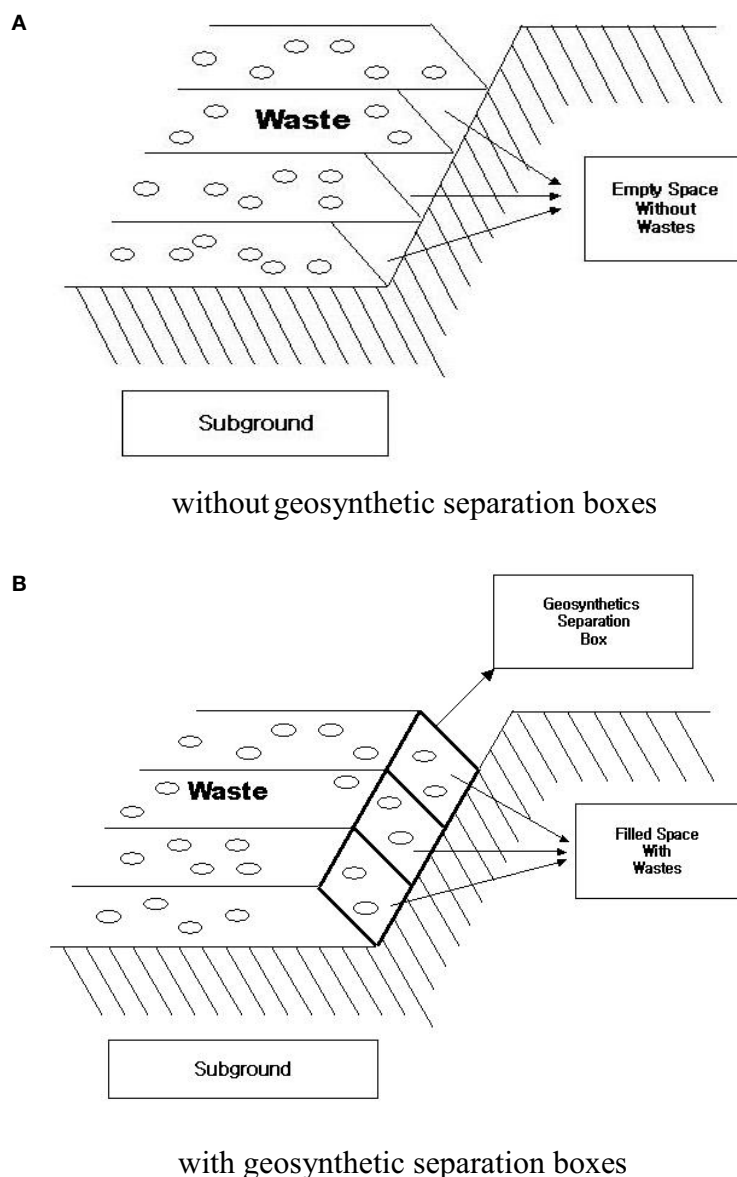 A
Waste
Empty Space
Without
Wastes
Subground
without geosynthetic separation boxes
B
Geosynthetics
Separation
Box
Waste
Filled Space
With
Wastes
Subground
with geosynthetic separation boxes